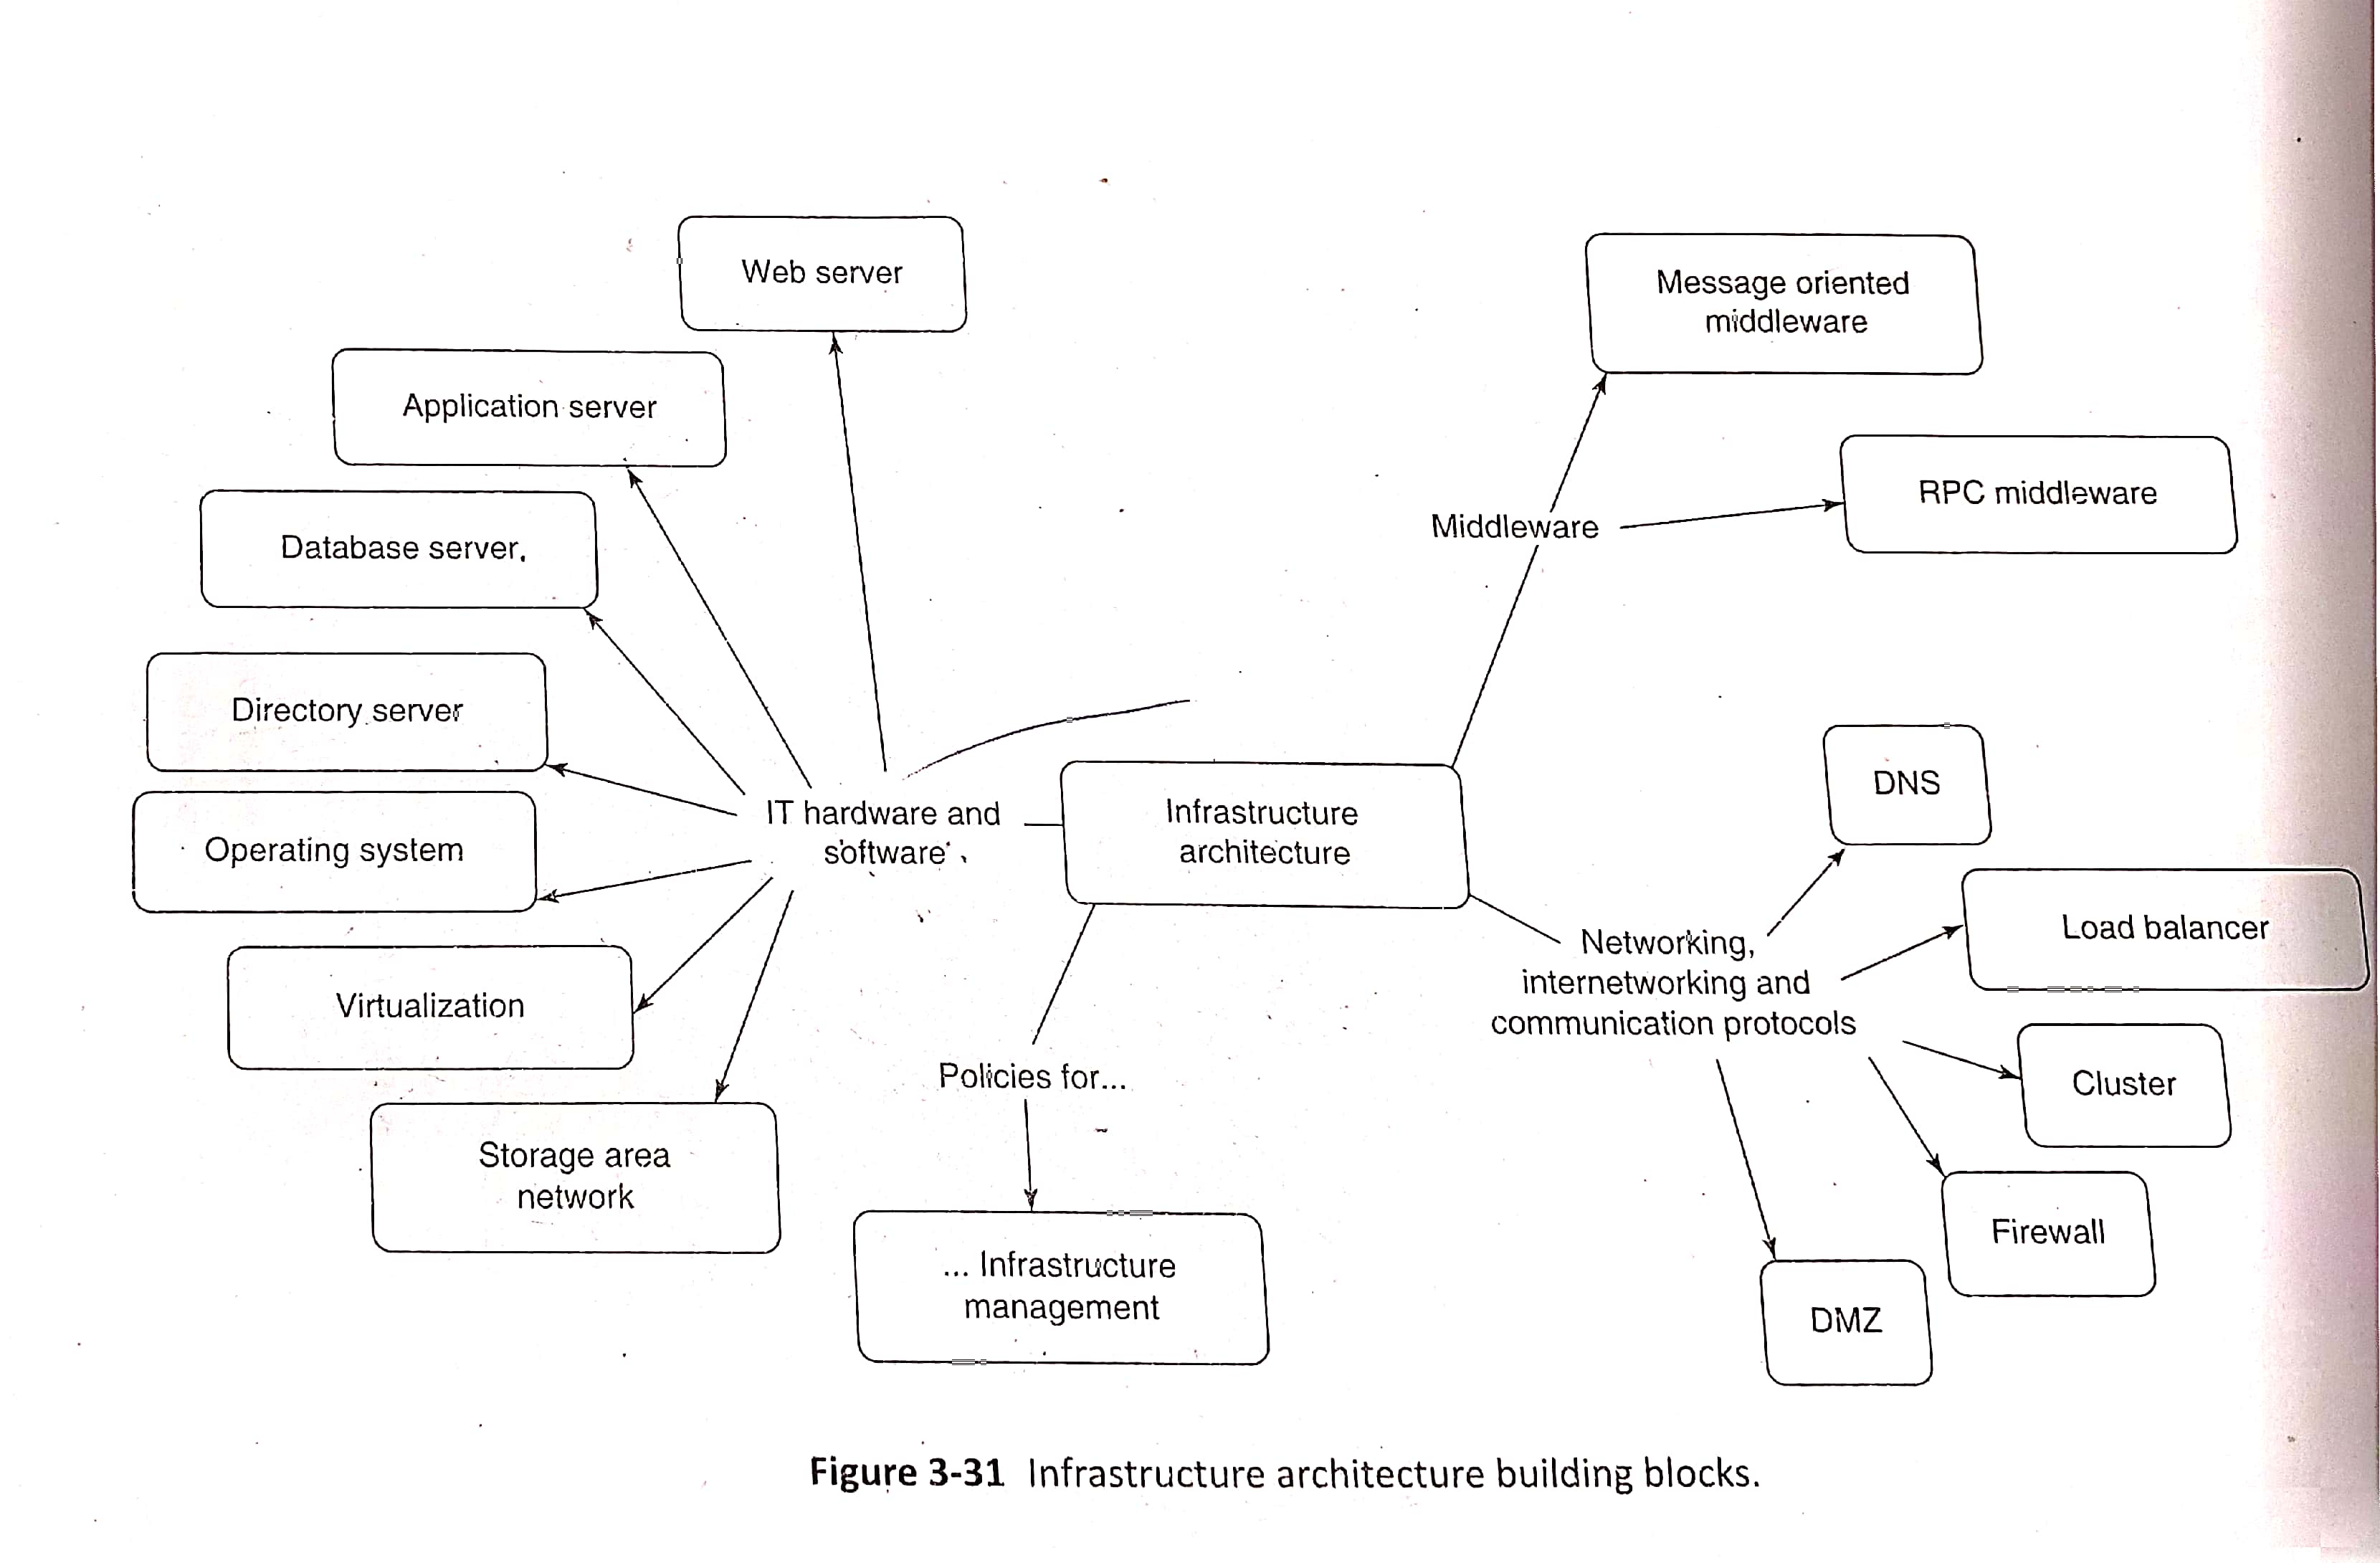 Web server
Message oriented
middleware
Application server
RPC middleware
Middleware
Database server.
Directory server
DNS
IT hardware and
software
Infrastructure
architecture
Operating system
Load balancer
Networking,
internetworking and
communication protocols
Virtualization
Policies for...
Cluster
Storage area
network
Firewall
... Infrastructure
management
DMZ
Figure 3-31 Infrastructure architecture building blocks.